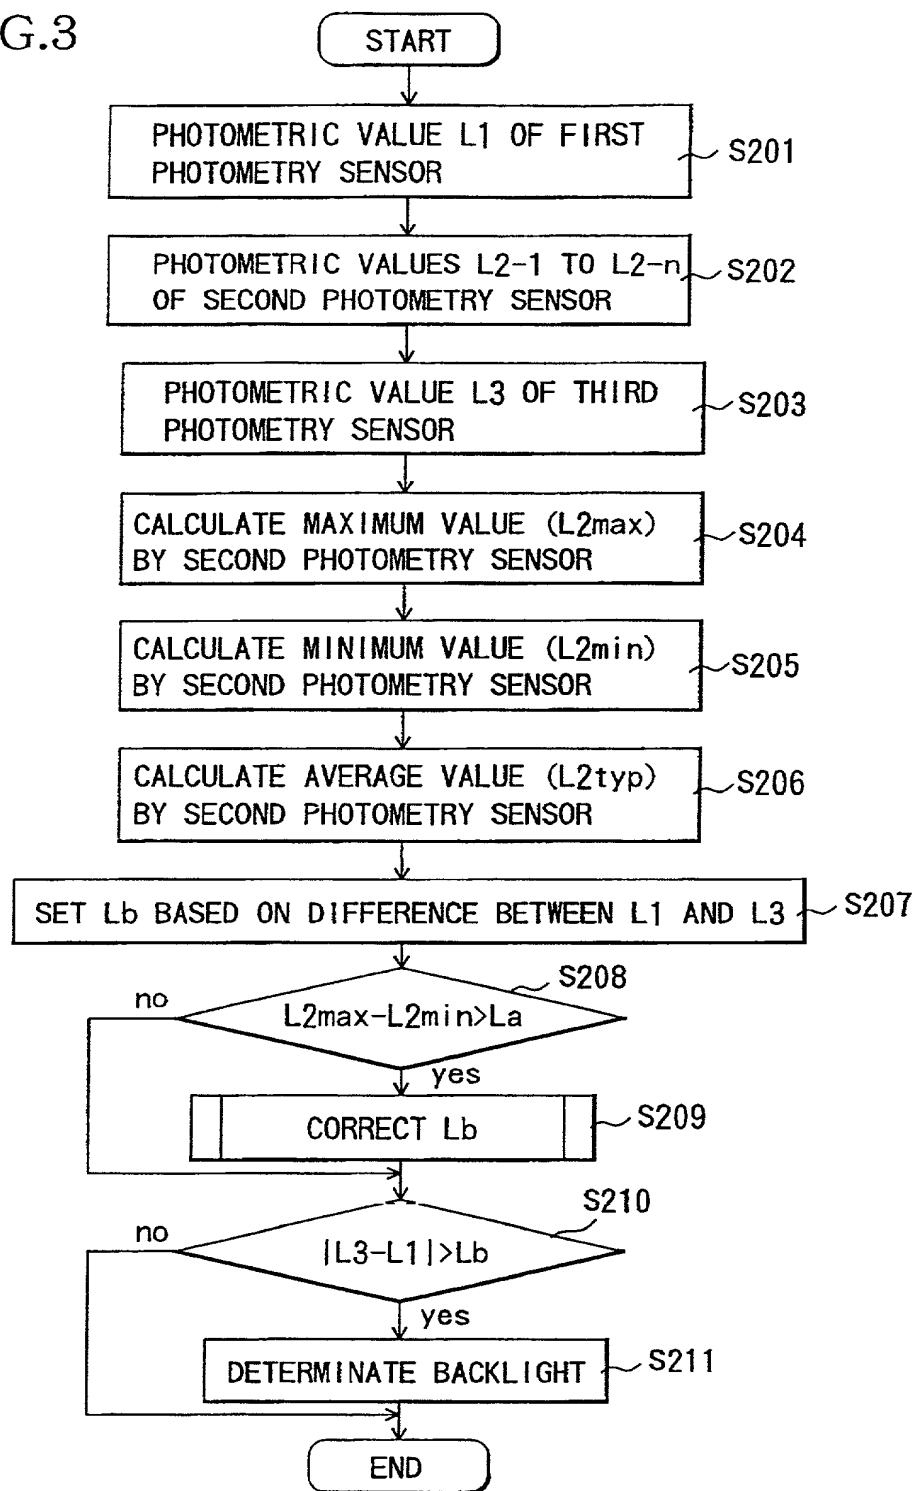 G.3
START
PHOTOMETRIC VALUE L1 OF FIRST
PHOTOMETRY SENSOR
S201
PHOTOMETRIC VALUES L2-1 TO L2-n
OF SECOND PHOTOMETRY SENSOR
S202
PHOTOMETRIC VALUE L3 OF THIRD
PHOTOMETRY SENSOR
S203
CALCULATE MAXIMUM VALUE (L2max)
BY SECOND PHOTOMETRY SENSOR
S204
CALCULATE MINIMUM VALUE (L2min)
BY SECOND PHOTOMETRY SENSOR
S205
CALCULATE AVERAGE VALUE (L2typ)
BY SECOND PHOTOMETRY SENSOR
S206
SET Lb BASED ON DIFFERENCE BETWEEN L1 AND L3
S207
S208
no
L2max-L2min>La
yes
CORRECT Lb
S209
S210
no
|L3-L1|>Lb
yes
DETERMINATE BACKLIGHT
S211
END